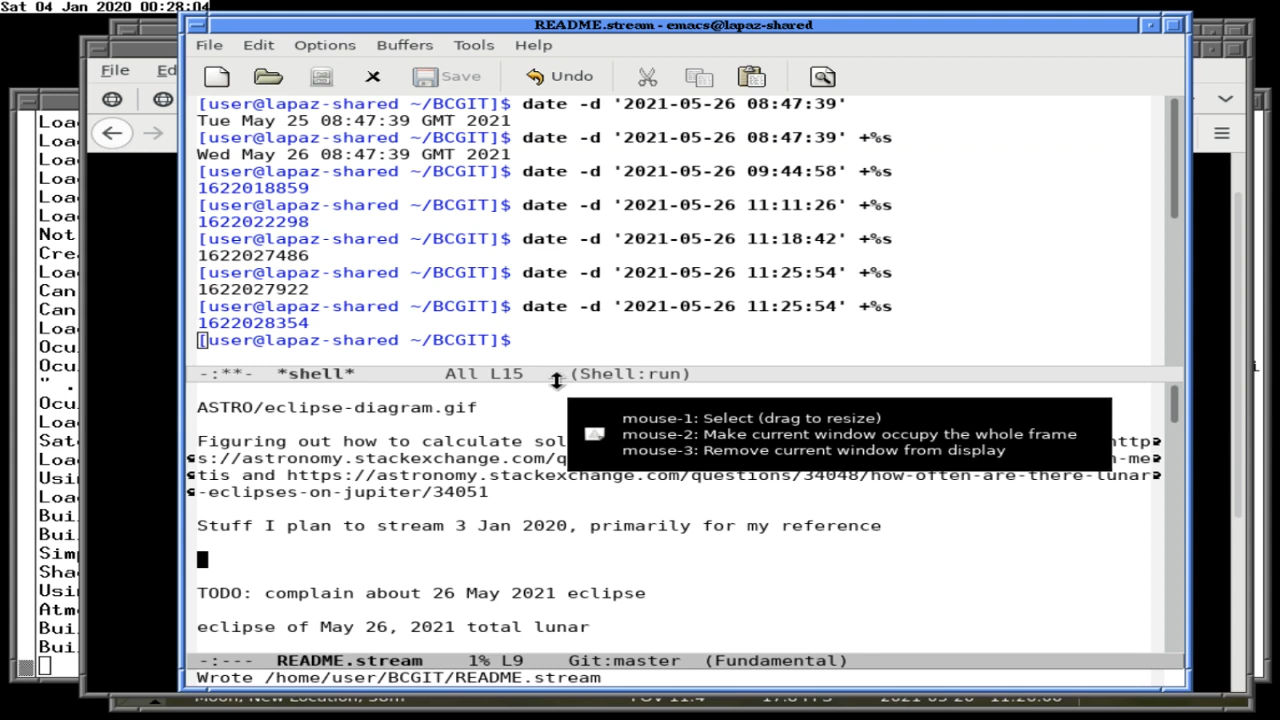 Sat 04 Jan 2020 00:28:04
README.stream - emacs@lapaz-shared
File Edit Options Buffers Tools Help
Save Undo
[user@lapaz-shared ~/BCGIT]$ date -d '2021-05-26 08:47:39'
Tue May 25 08:47:39 GMT 2021
[user@lapaz-shared ~/BCGIT]$ date -d '2021-05-26 08:47:39' +%s
Wed May 26 08:47:39 GMT 2021
[user@lapaz-shared ~/BCGIT]$ date -d '2021-05-26 09:44:58' +%s
1622018859
[user@lapaz-shared ~/BCGIT]$ date -d '2021-05-26 11:11:26' +%s
1622022298
[user@lapaz-shared ~/BCGIT]$ date -d '2021-05-26 11:18:42' +%s
1622027486
[user@lapaz-shared ~/BCGIT]$ date -d '2021-05-26 11:25:54' +%s
1622027922
[user@lapaz-shared ~/BCGIT]$ date -d '2021-05-26 11:25:54' +%s
1622028354
[user@lapaz-shared ~/BCGIT]$
-:**- *shell* All L15 (Shell:run)
ASTRO/eclipse-diagram.gif
mouse-1: Select (drag to resize)
mouse-2: Make current window occupy the whole frame
mouse-3: Remove current window from display
Figuring out how to calculate sol http
s://astronomy.stackexchange.com/q n-me
tis and https://astronomy.stackexchange.com/questions/34048/how-often-are-there-lunar
-eclipses-on-jupiter/34051
Stuff I plan to stream 3 Jan 2020, primarily for my reference
TODO: complain about 26 May 2021 eclipse
eclipse of May 26, 2021 total lunar
-:--- README.stream 1% L9 Git:master (Fundamental)
Wrote /home/user/BCGIT/README.stream
File Ed
Loa
Loa
Loa
Loa
Loa
Loa
Not
Cre
Loa
Can
Can
Loa
Ocu
Ocu
" .
Ocu
Loa
Sat
Loa
Usi
Loa
Bui
Bui
Sim
Sha
Usi
Atm
Bui
Bui